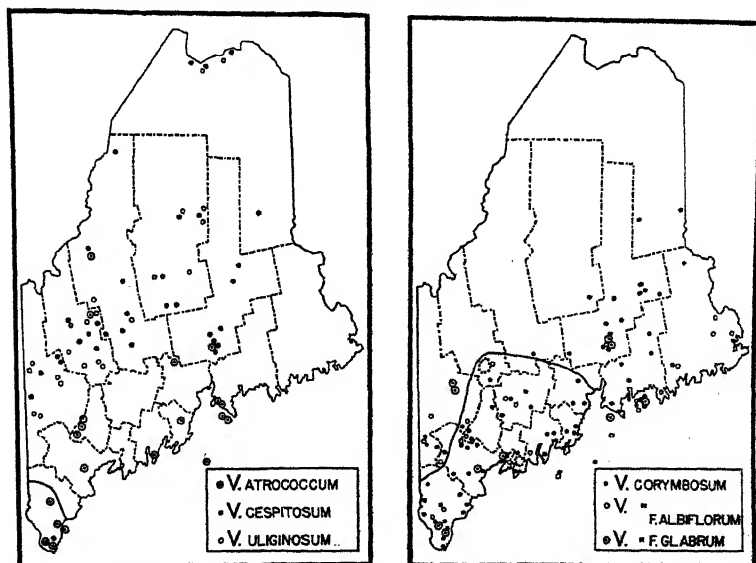 V. ATROCOCCUM
V. CESPITOSUM
V. ULIGINOSUM
V. CORYMBOSUM
V. " F. ALBIFLORUM
V. " F. GLABRUM